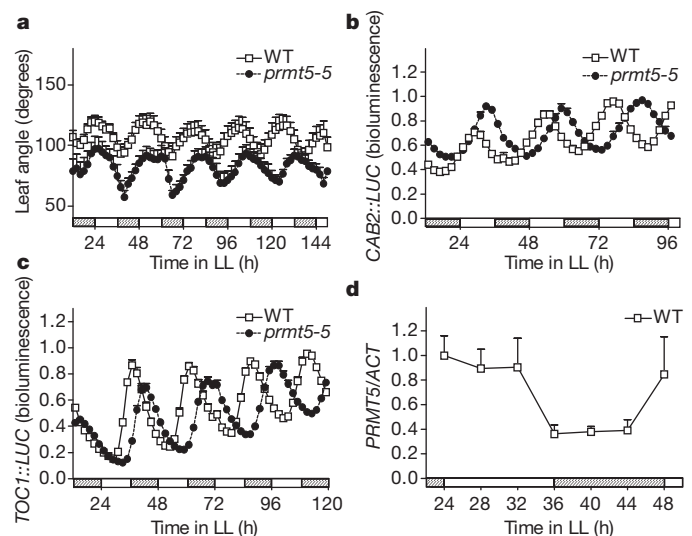 a
WT
prmt5-5
Leaf angle (degrees)
150
100
50
24 48 72 96 120 144
Time in LL (h)
b
WT
prmt5-5
CAB2::LUC (bioluminescence)
1.2
1.0
0.8
0.6
0.4
0.2
0.0
24 48 72 96
Time in LL (h)
c
WT
prmt5-5
TOC1::LUC (bioluminescence)
1.2
1.0
0.8
0.6
0.4
0.2
0.0
24 48 72 96 120
Time in LL (h)
d
WT
PRMT5/ACT
1.2
1.0
0.8
0.6
0.4
0.2
0.0
24 28 32 36 40 44 48
Time in LL (h)